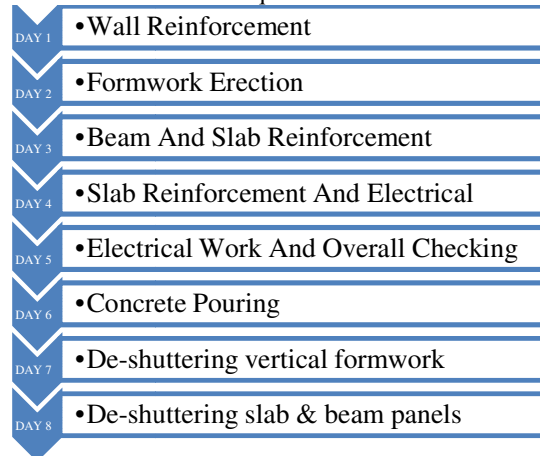 DAY 1
•Wall Reinforcement
DAY 2
•Formwork Erection
DAY 3
•Beam And Slab Reinforcement
DAY 4
•Slab Reinforcement And Electrical
DAY 5
•Electrical Work And Overall Checking
DAY 6
•Concrete Pouring
DAY 7
•De-shuttering vertical formwork
DAY 8
•De-shuttering slab & beam panels